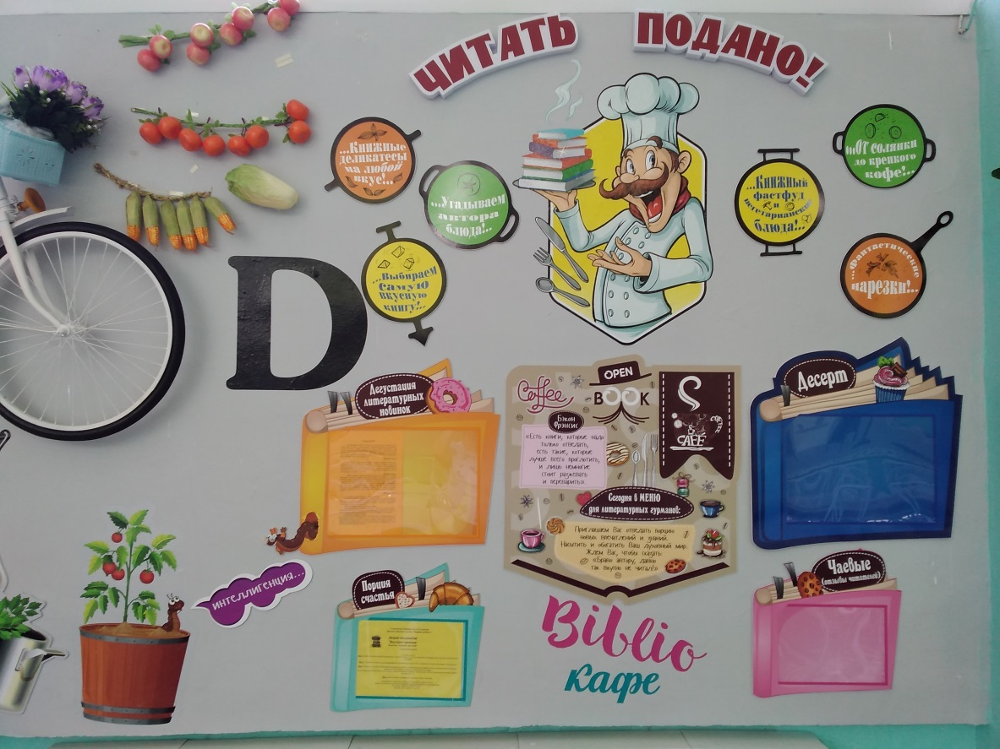 ЧИТАТЬ ПОДАНО!
...Книжные
деликатесы
на любой
вкус!..
...Угадываем
автора
блюда!..
...Выбираем
самую
вкусную
книгу!..
...Книжный
фастфуд
и
вегетарианские
блюда!..
...От солянки
до крепкого
кофе!..
...Фантастические
нарезки!..
D
Дегустация
литературных
новинок
Coffee
OPEN
BOOK
CAFE
Бэкон
Фрэнсис
«Есть книги, которые надо
только отведать,
есть такие, которые
лучше всего проглотить,
и лишь немногие
стоит разжевать
и переварить».
Сегодня в МЕНЮ
для литературных гурманов:
Приглашаем Вас отведать порцию
новых впечатлений и знаний.
Насытить и обогатить Ваш духовный мир.
Ждем Вас, чтобы сказать:
«Браво автору, давно
так вкусно не читал!»
Десерт
интеллигенция...
Порция
счастья
Чаевые
(отзывы читателей)
Biblio
кафе